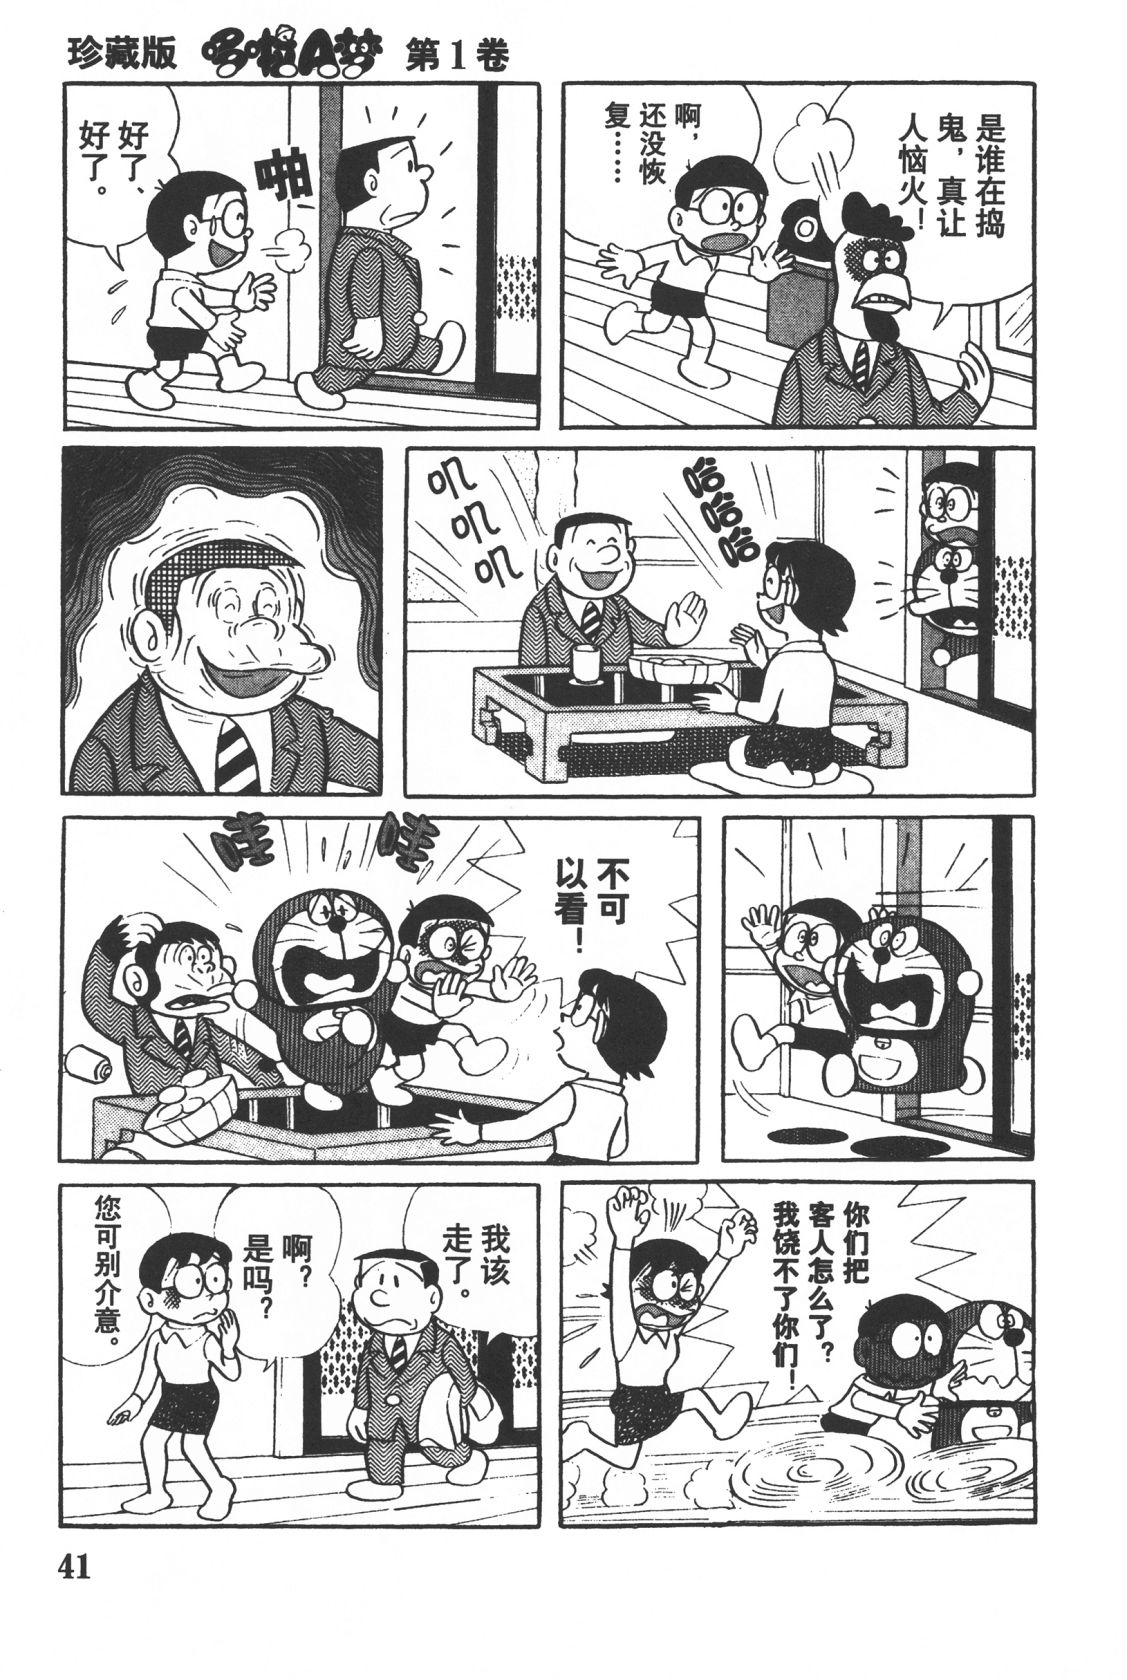 珍藏版 哆啦A梦 第1卷
是谁在捣
鬼，真让
人恼火！
啊，
还没恢
复……
啪
好了、
好了。
哈哈哈
叽叽叽
不可
以看！
哇
哇
你们把
客人怎么了？
我饶不了你们！
我该
走了。
啊？
是吗？
您可别介意。
41